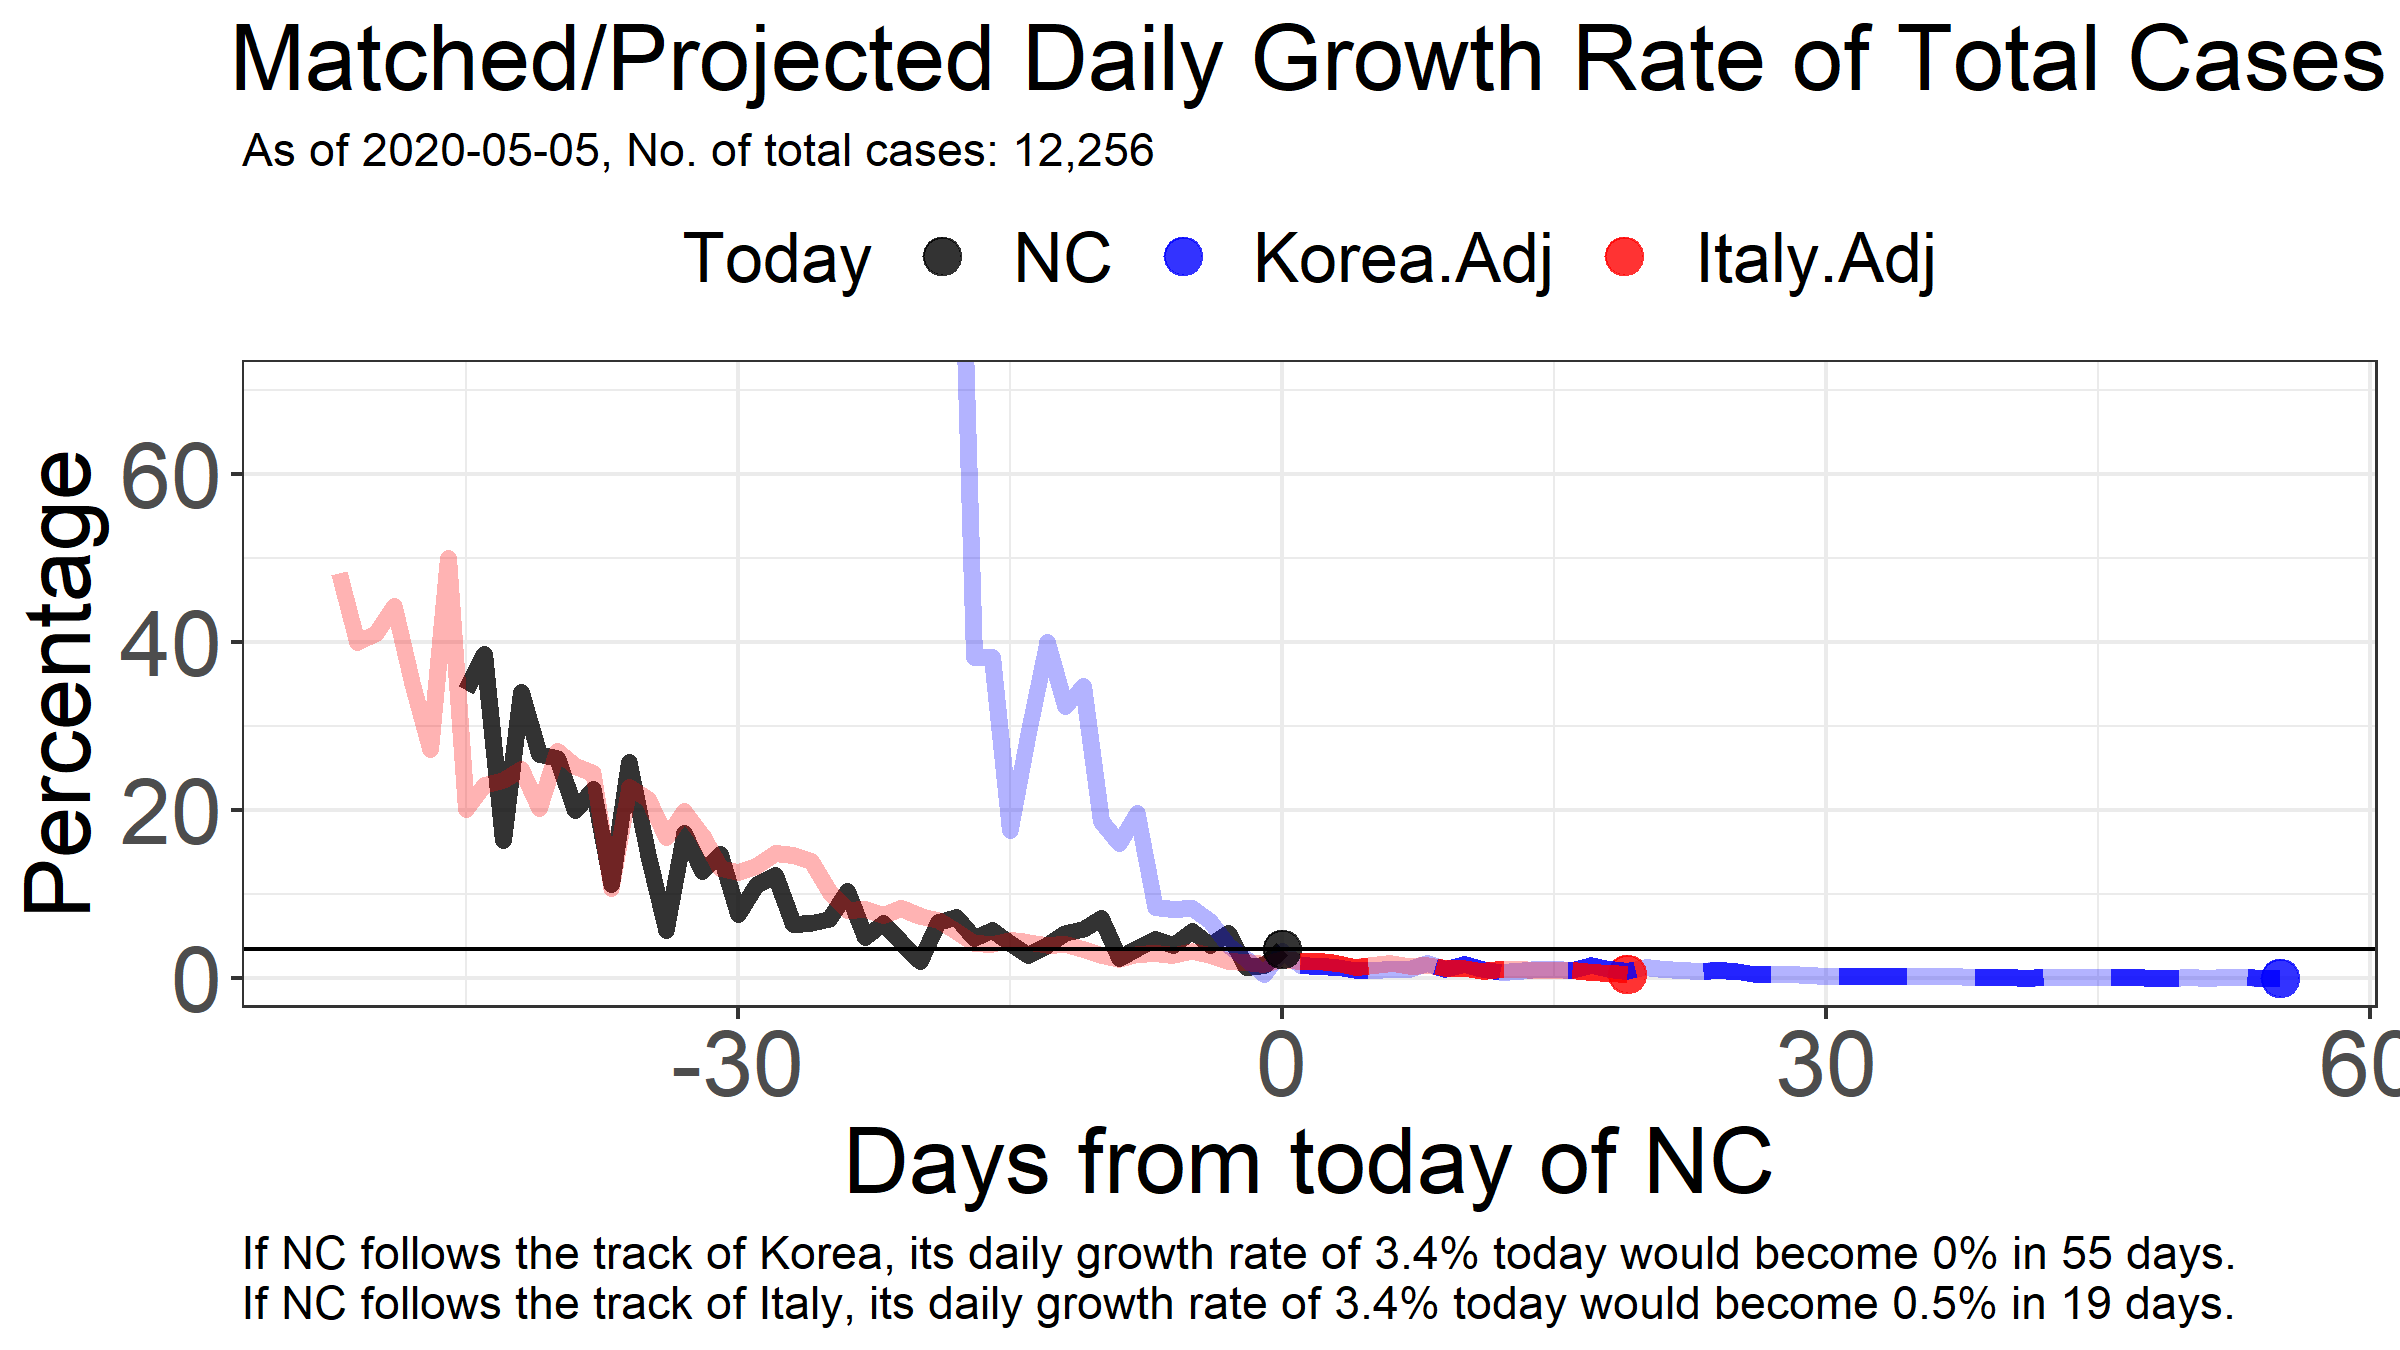 Matched/Projected Daily Growth Rate of Total Cases
As of 2020-05-05, No. of total cases: 12,256
Today NC Korea.Adj Italy.Adj
Percentage
60
40
20
0
-30 0 30 60
Days from today of NC
If NC follows the track of Korea, its daily growth rate of 3.4% today would become 0% in 55 days.
If NC follows the track of Italy, its daily growth rate of 3.4% today would become 0.5% in 19 days.